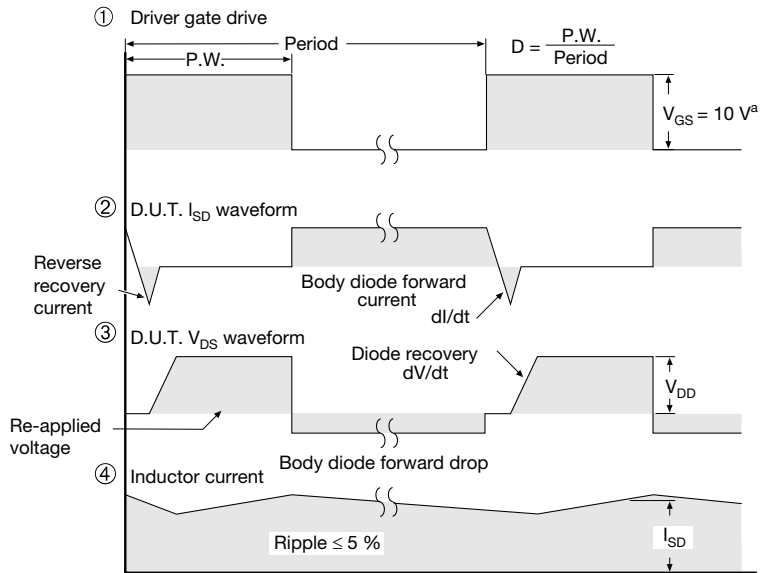 ① Driver gate drive
Period
P.W.
D = P.W. / Period
V_GS = 10 V^a
② D.U.T. I_SD waveform
Reverse
recovery
current
Body diode forward
current
dI/dt
③ D.U.T. V_DS waveform
Diode recovery
dV/dt
V_DD
Re-applied
voltage
Body diode forward drop
④ Inductor current
Ripple ≤ 5 %
I_SD